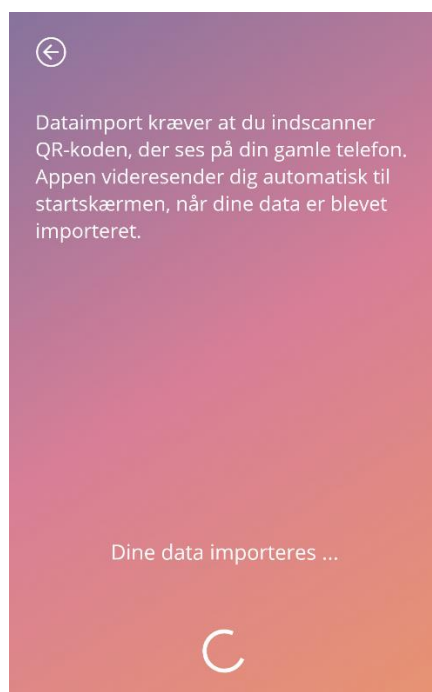 Dataimport kræver at du indscanner
QR-koden, der ses på din gamle telefon.
Appen videresender dig automatisk til
startskærmen, når dine data er blevet
importeret.
Dine data importeres ...